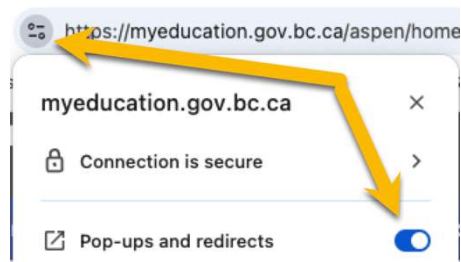 https://myeducation.gov.bc.ca/aspen/home
myeducation.gov.bc.ca
Connection is secure
Pop-ups and redirects